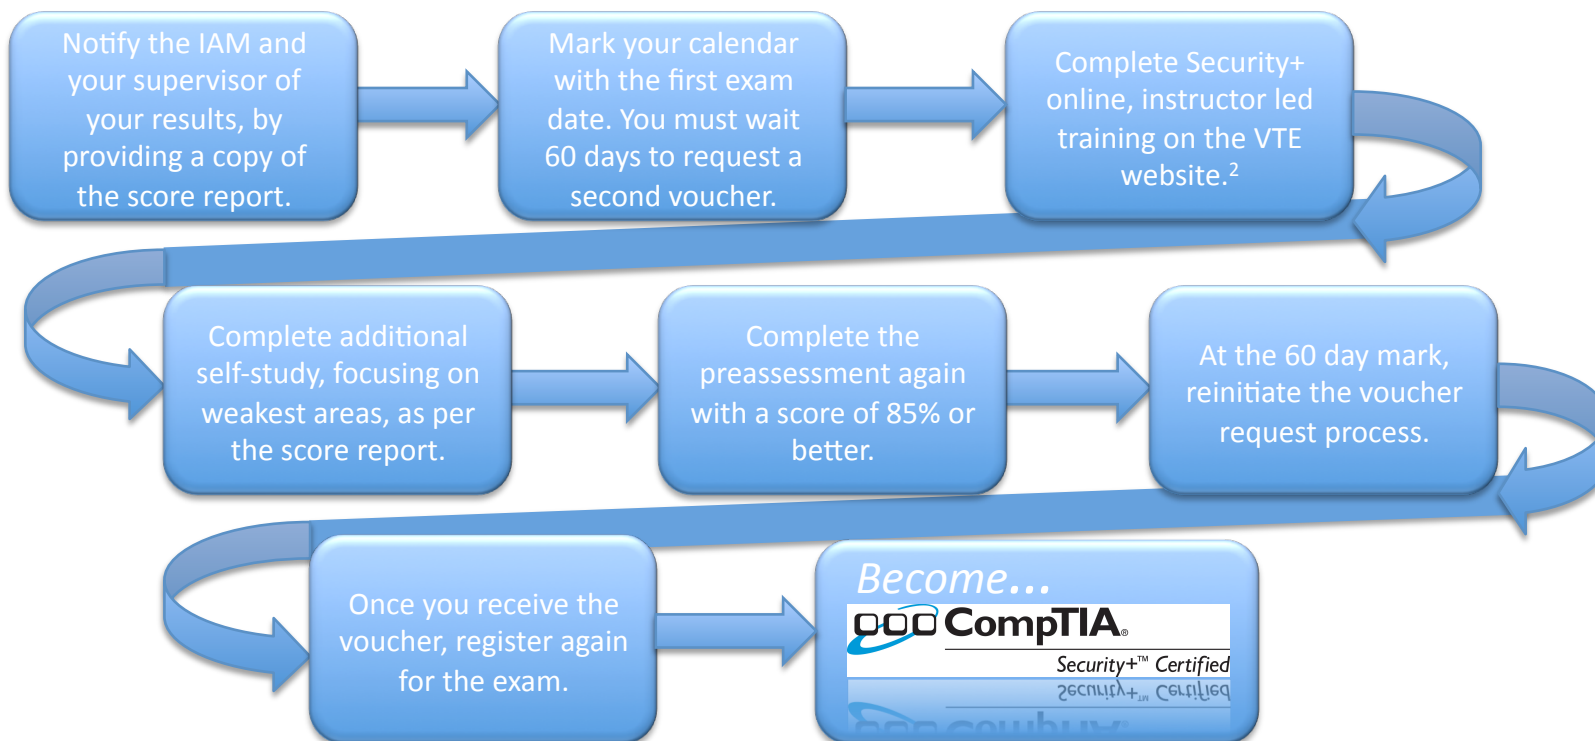 Notify the IAM and
your supervisor of
your results, by
providing a copy of
the score report.
Mark your calendar
with the first exam
date. You must wait
60 days to request a
second voucher.
Complete Security+
online, instructor led
training on the VTE
website.²
Complete additional
self-study, focusing on
weakest areas, as per
the score report.
Complete the
preassessment again
with a score of 85% or
better.
At the 60 day mark,
reinitiate the voucher
request process.
Once you receive the
voucher, register again
for the exam.
Become...
CompTIA®
Security+™ Certified